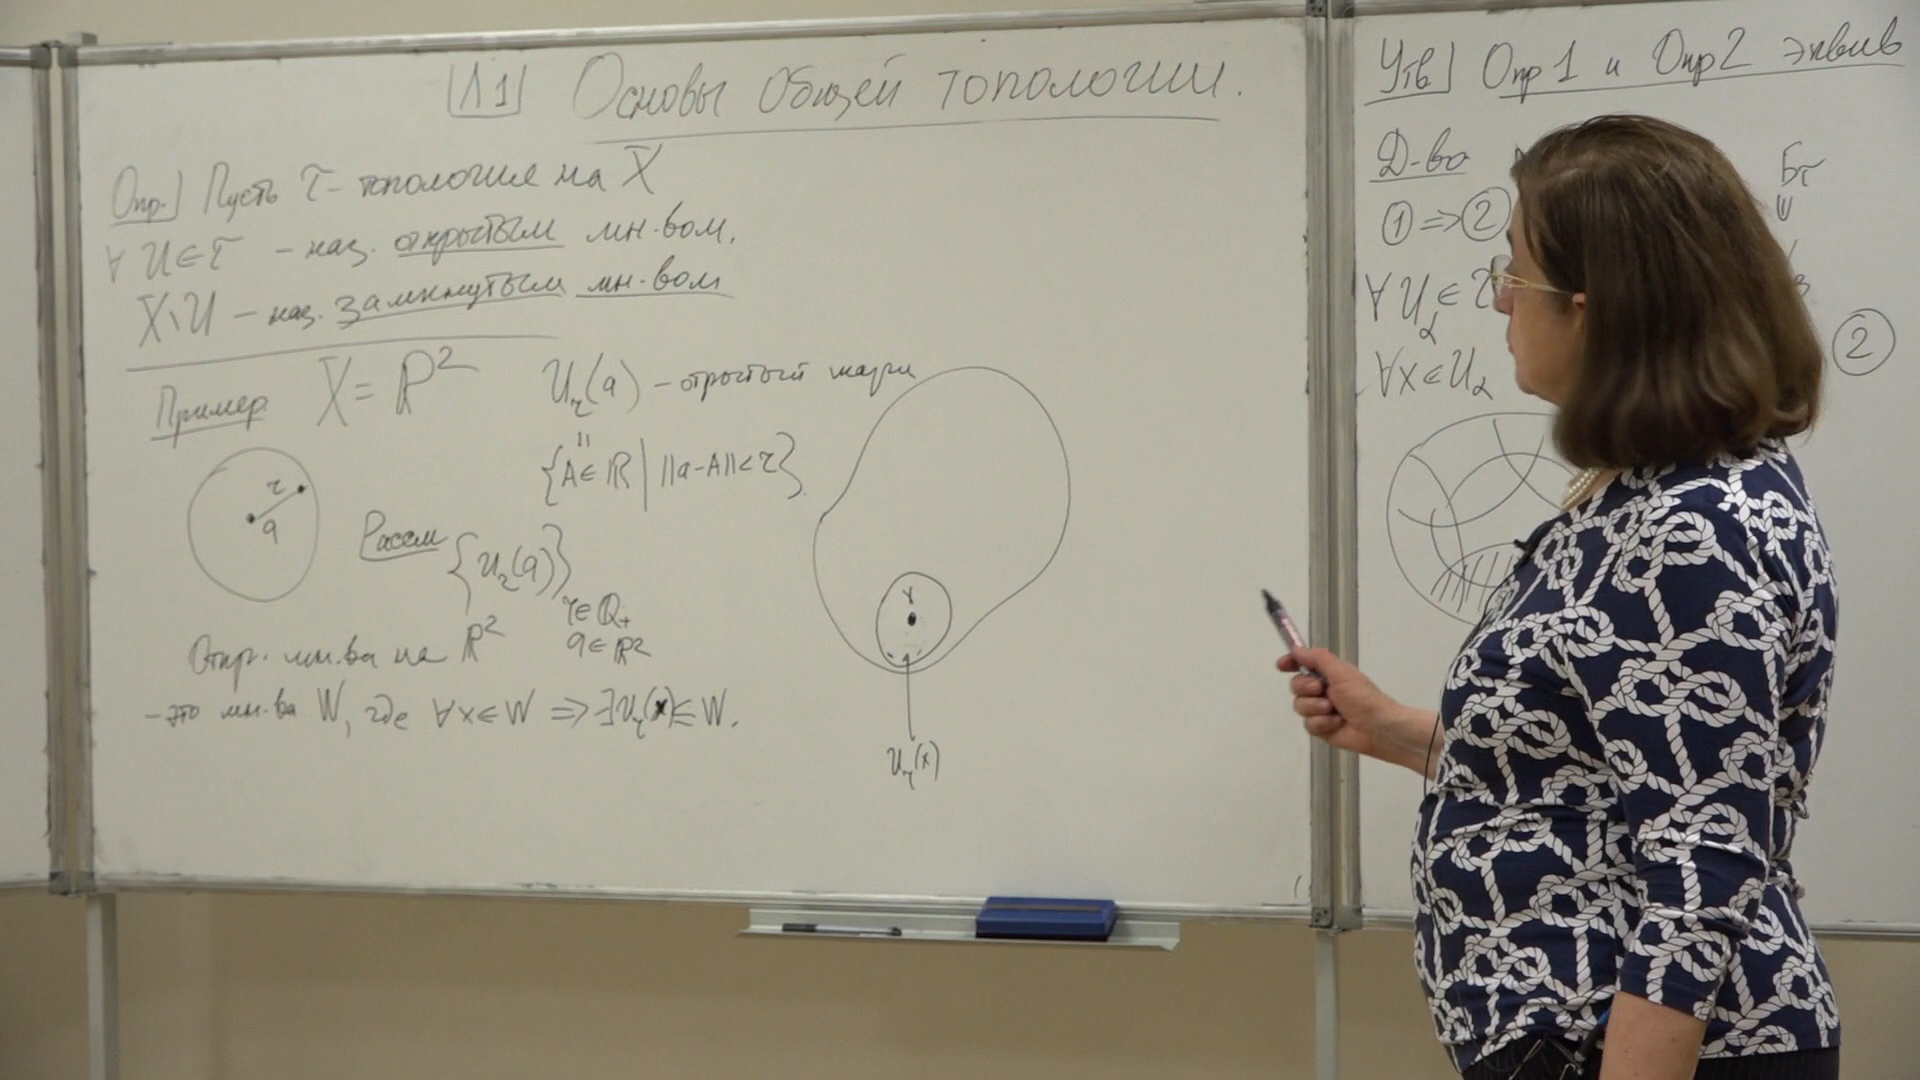 Л1 Основы общей топологии.
Опр. Пусть τ - топология на X
∀ U ∈ τ - наз. открытым мн-вом.
X \ U - наз. замкнутым мн-вом
Пример X = ℝ²
U_r(a) - открытый шары
"
{A ∈ ℝ | ||a-A|| < r}
r
a
Рассм {U_r(a)}
r ∈ Q₊
a ∈ ℝ²
Откр. мн-ва на ℝ²
- это мн-ва W, где ∀x ∈ W ⇒ ∃ U_r(x) ⊆ W.
U_r(x)
Утв Опр 1 и Опр 2 эквив
Д-во
① ⇒ ②
∀ U_α ∈ τ
∀x ∈ U_α
Bτ
②